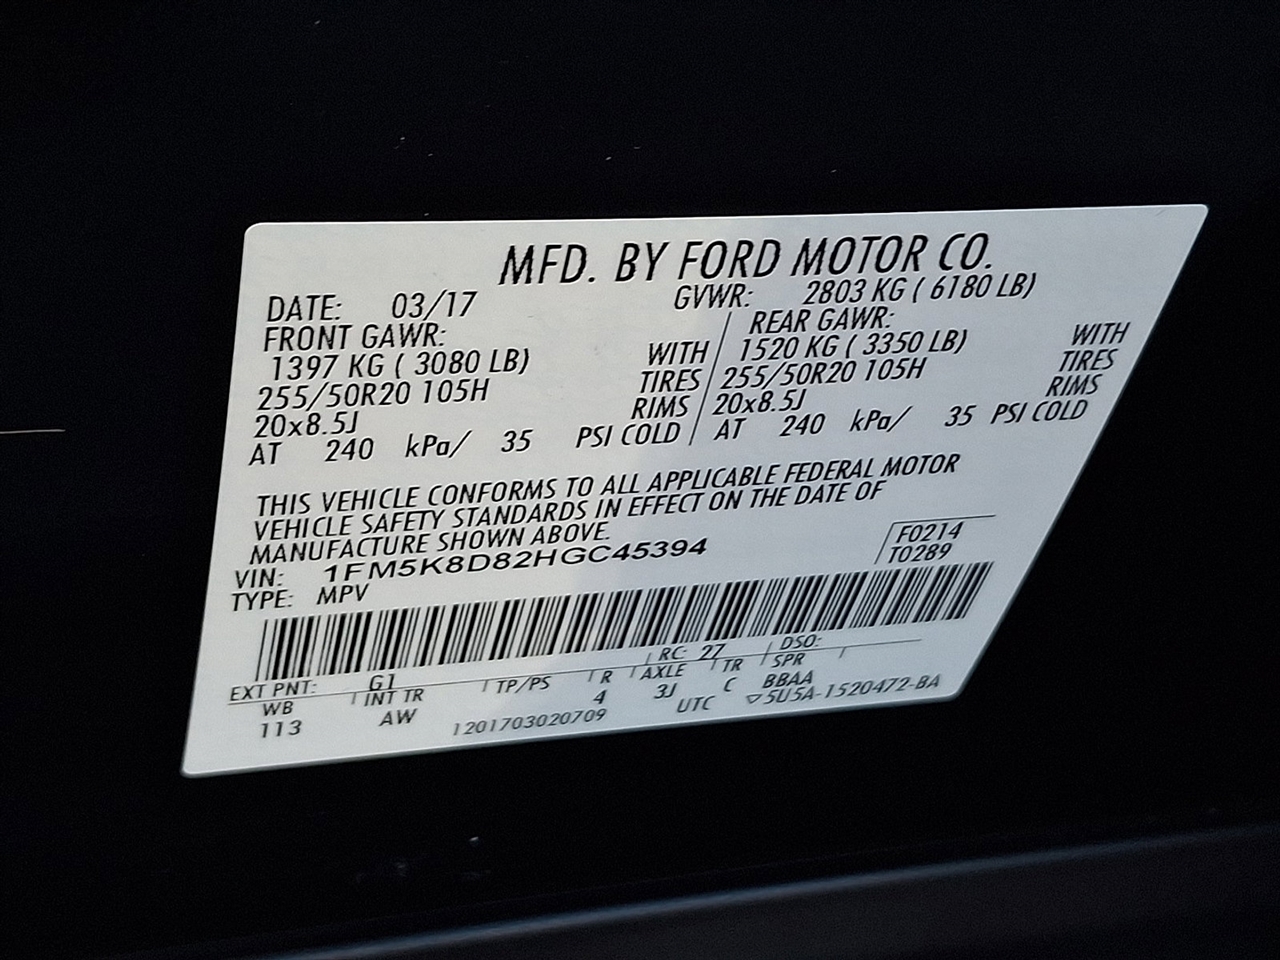 MFD. BY FORD MOTOR CO.
DATE: 03/17 GVWR: 2803 KG ( 6180 LB)
FRONT GAWR: REAR GAWR:
1397 KG ( 3080 LB) WITH 1520 KG ( 3350 LB) WITH
255/50R20 105H TIRES 255/50R20 105H TIRES
20x8.5J RIMS 20x8.5J RIMS
AT 240 kPa/ 35 PSI COLD AT 240 kPa/ 35 PSI COLD
THIS VEHICLE CONFORMS TO ALL APPLICABLE FEDERAL MOTOR
VEHICLE SAFETY STANDARDS IN EFFECT ON THE DATE OF
MANUFACTURE SHOWN ABOVE.
VIN: 1FM5K8D82HGC45394 F0214
TYPE: MPV T0289
EXT PNT: G1 RC: 27 DSO:
WB INT TR TP/PS R AXLE TR SPR
113 AW 4 3J C BBAA
1201703020709 UTC ▽5U5A-1520472-BA